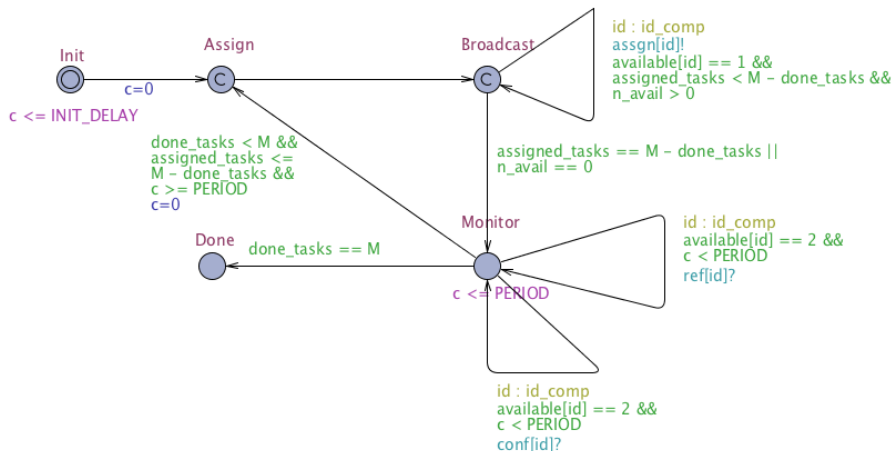 Init
Assign
Broadcast
id : id_comp
assgn[id]!
available[id] == 1 &&
assigned_tasks < M − done_tasks &&
n_avail > 0
C
C
c=0
c <= INIT_DELAY
done_tasks < M &&
assigned_tasks <=
M − done_tasks &&
c >= PERIOD
c=0
assigned_tasks == M − done_tasks ||
n_avail == 0
Monitor
Done
done_tasks == M
id : id_comp
available[id] == 2 &&
c < PERIOD
ref[id]?
c <= PERIOD
id : id_comp
available[id] == 2 &&
c < PERIOD
conf[id]?